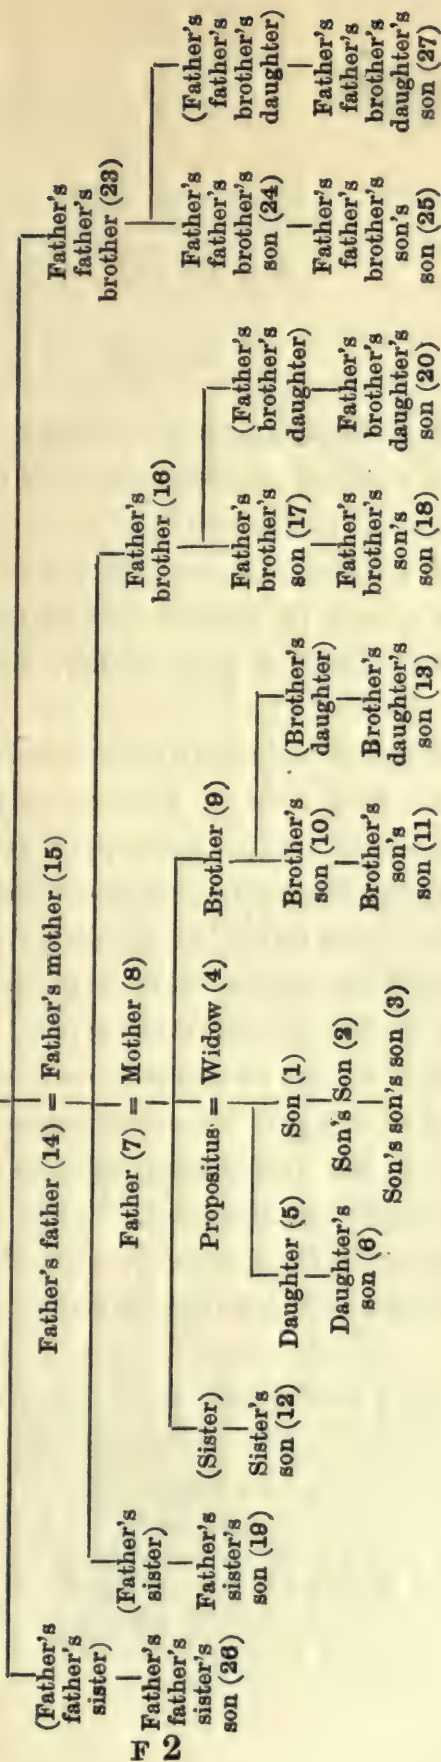 Father's father (14) = Father's mother (15)
(Father's
father's
sister)
Father's
father's
sister's
son (26)
Father's
father's
brother (23)
(Father's
father's
brother's
daughter)
Father's
father's
brother's
daughter's
son (27)
Father's
father's
brother's
son (24)
Father's
father's
brother's
son's
son (25)
Father (7) = Mother (8)
(Father's
sister)
Father's
sister's
son (19)
Father's
brother (16)
Father's
brother's
son (17)
Father's
brother's
son's
son (18)
(Father's
brother's
daughter)
Father's
brother's
daughter's
son (20)
Propositus = Widow (4)
(Sister)
Sister's
son (12)
Brother (9)
Brother's
son (10)
Brother's
son's
son (11)
(Brother's
daughter)
Brother's
daughter's
son (13)
Daughter (5)
Daughter's
son (6)
Son (1)
Son's Son (2)
Son's son's son (3)
F 2